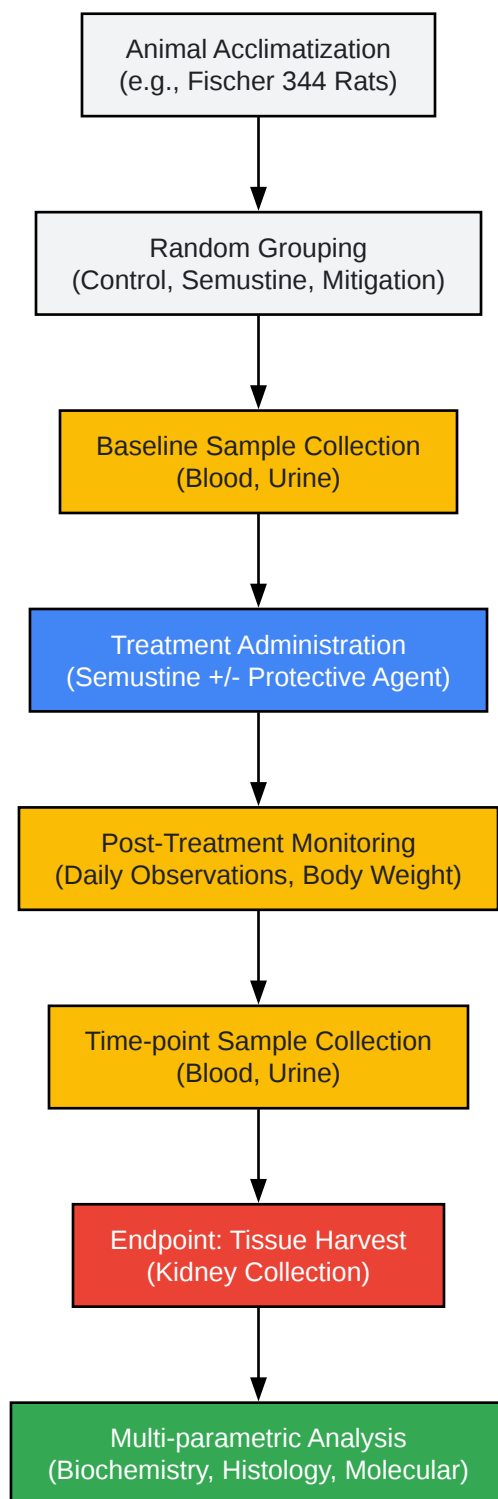 Animal Acclimatization
(e.g., Fischer 344 Rats)
Random Grouping
(Control, Semustine, Mitigation)
Baseline Sample Collection
(Blood, Urine)
Treatment Administration
(Semustine +/- Protective Agent)
Post-Treatment Monitoring
(Daily Observations, Body Weight)
Time-point Sample Collection
(Blood, Urine)
Endpoint: Tissue Harvest
(Kidney Collection)
Multi-parametric Analysis
(Biochemistry, Histology, Molecular)